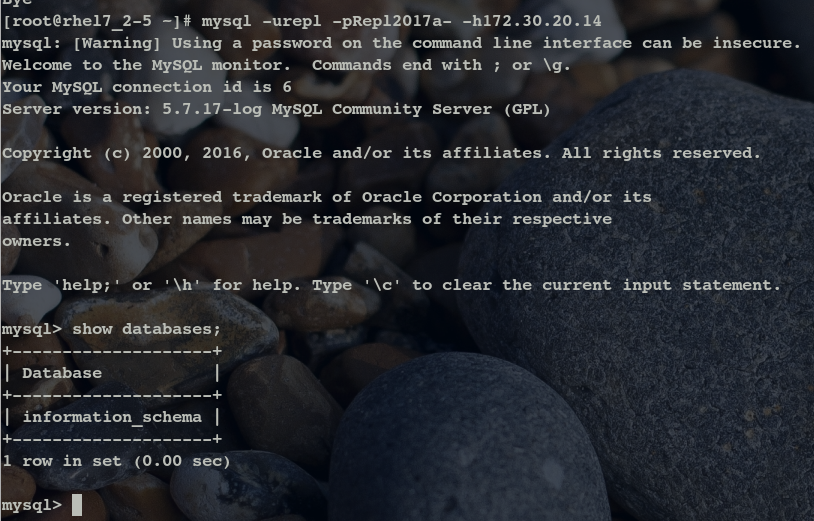 Bye
[root@rhel7_2-5 ~]# mysql -urepl -pRepl2017a- -h172.30.20.14
mysql: [Warning] Using a password on the command line interface can be insecure.
Welcome to the MySQL monitor.  Commands end with ; or \g.
Your MySQL connection id is 6
Server version: 5.7.17-log MySQL Community Server (GPL)

Copyright (c) 2000, 2016, Oracle and/or its affiliates. All rights reserved.

Oracle is a registered trademark of Oracle Corporation and/or its
affiliates. Other names may be trademarks of their respective
owners.

Type 'help;' or '\h' for help. Type '\c' to clear the current input statement.

mysql> show databases;
+--------------------+
| Database           |
+--------------------+
| information_schema |
+--------------------+
1 row in set (0.00 sec)

mysql>